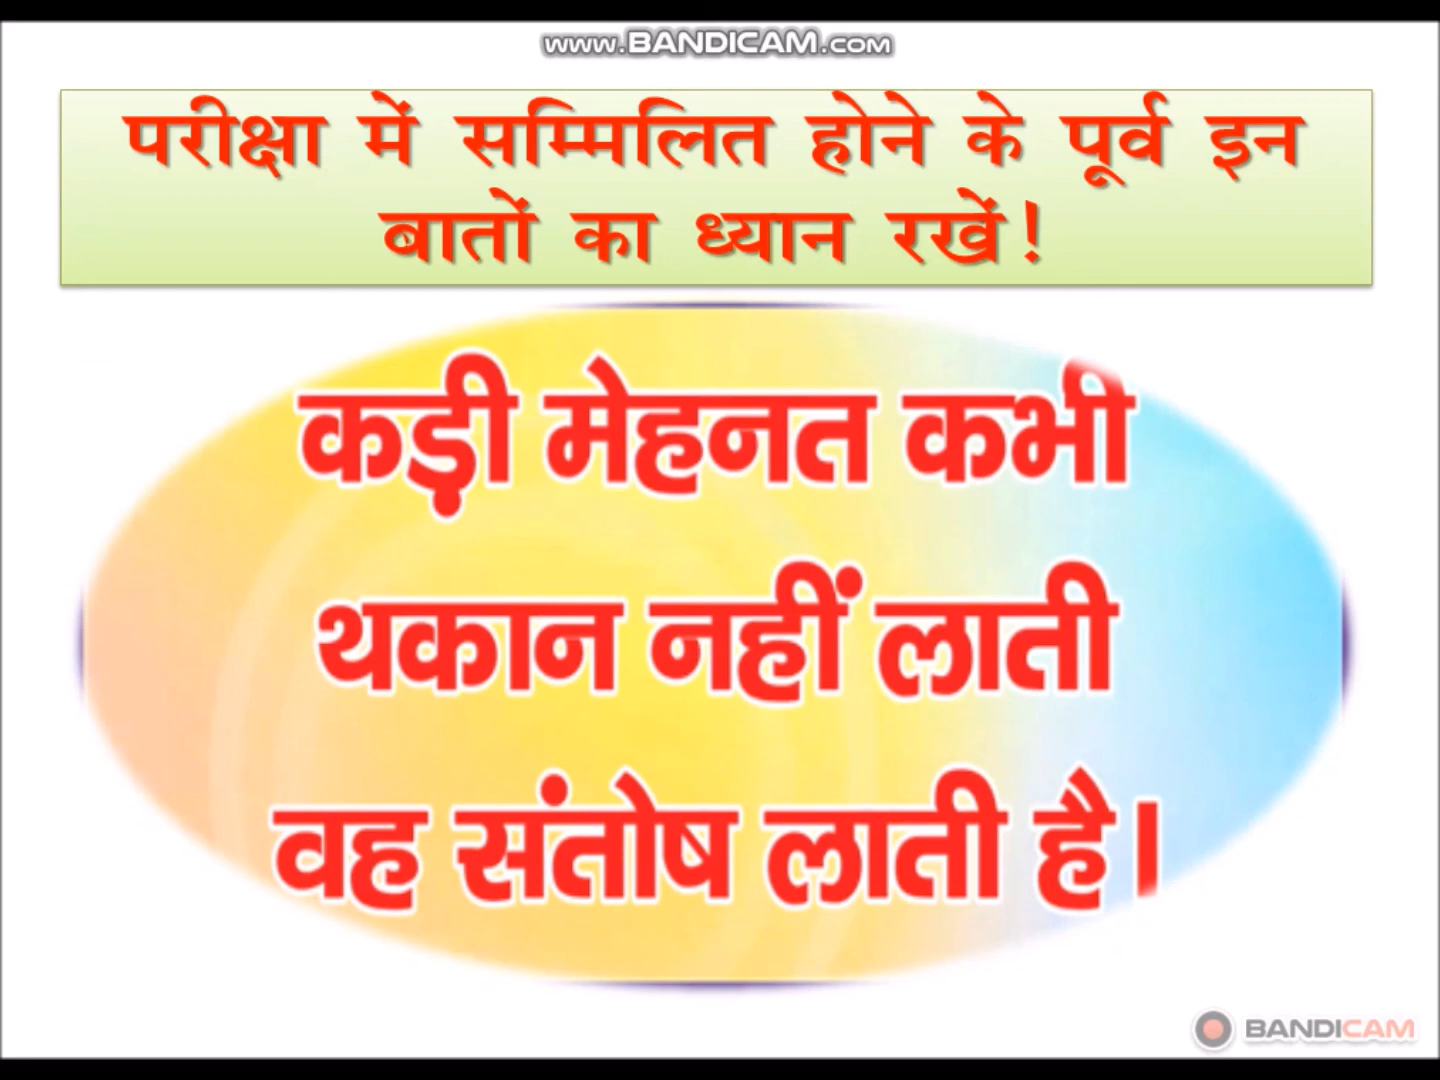 www.BANDICAM.com
परीक्षा में सम्मिलित होने के पूर्व इन
बातों का ध्यान रखें!
कड़ी मेहनत कभी
थकान नहीं लाती
वह संतोष लाती है।
BANDICAM